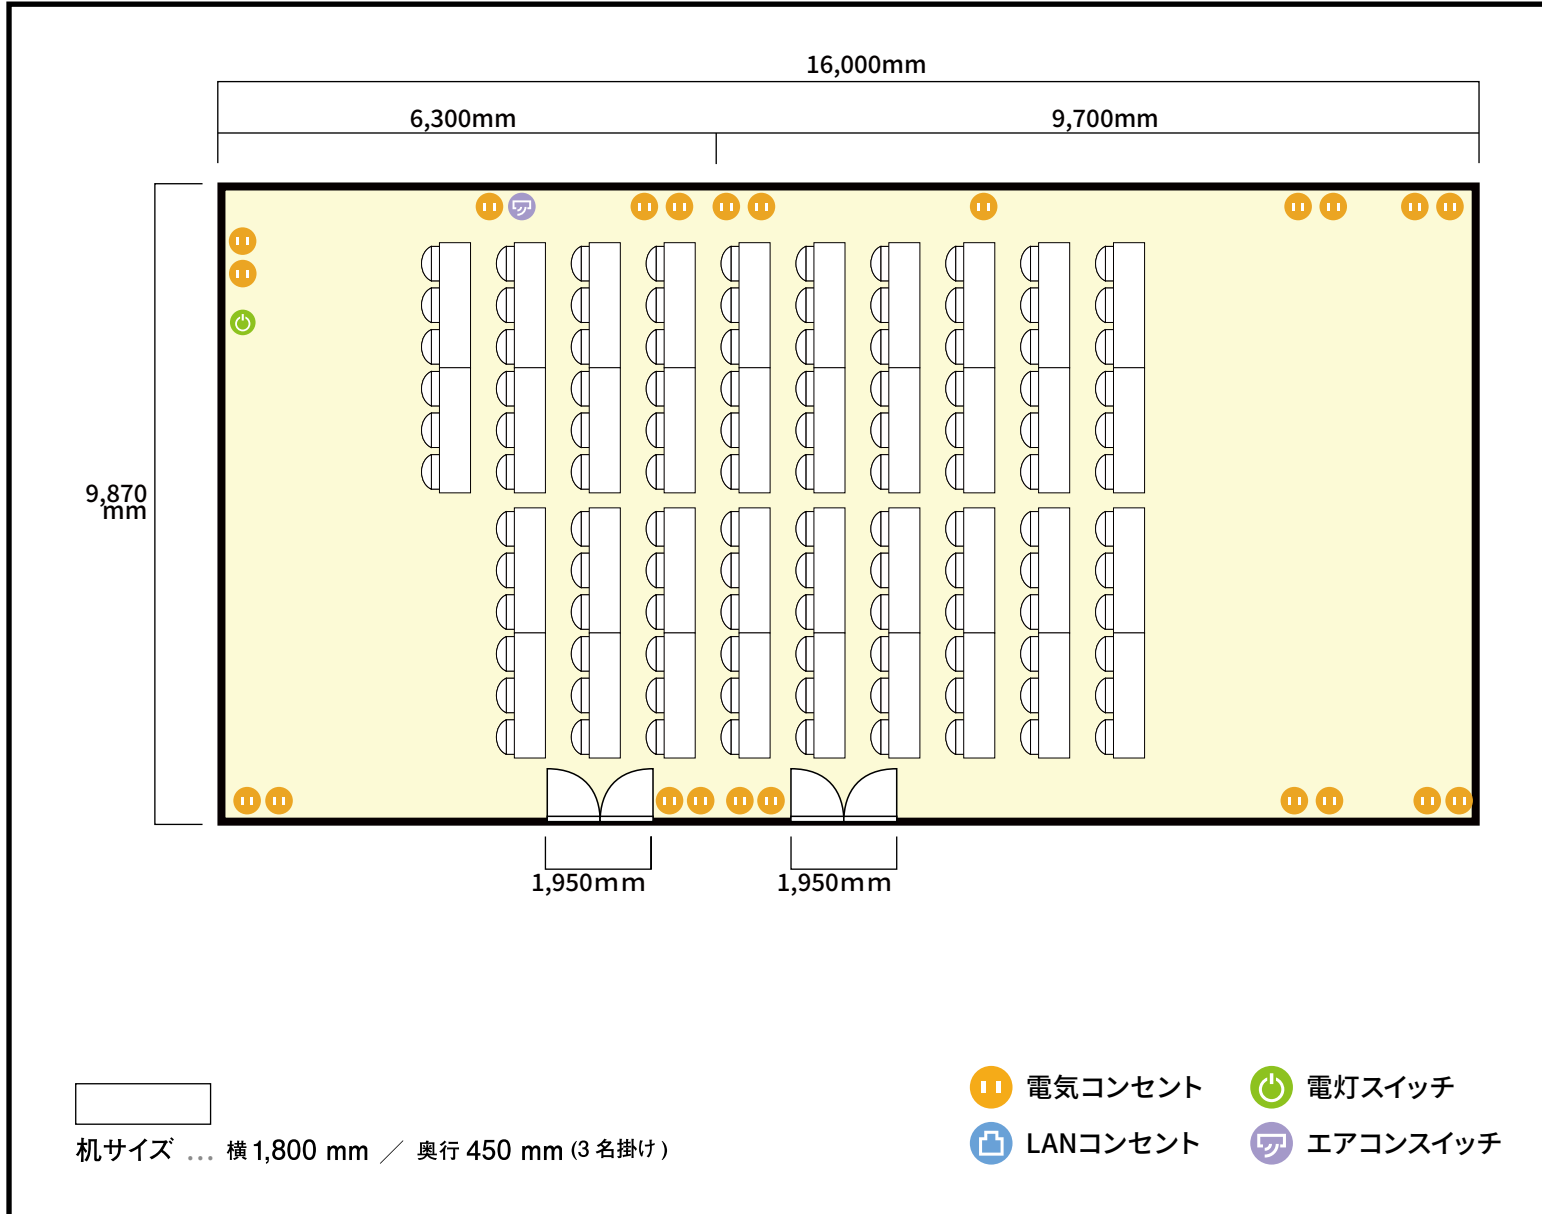 16,000mm
6,300mm
9,700mm
9,870
mm
1,950mm
1,950mm
電気コンセント
電灯スイッチ
LANコンセント
エアコンスイッチ
机サイズ … 横 1,800 mm ／ 奥行 450 mm (3 名掛け)